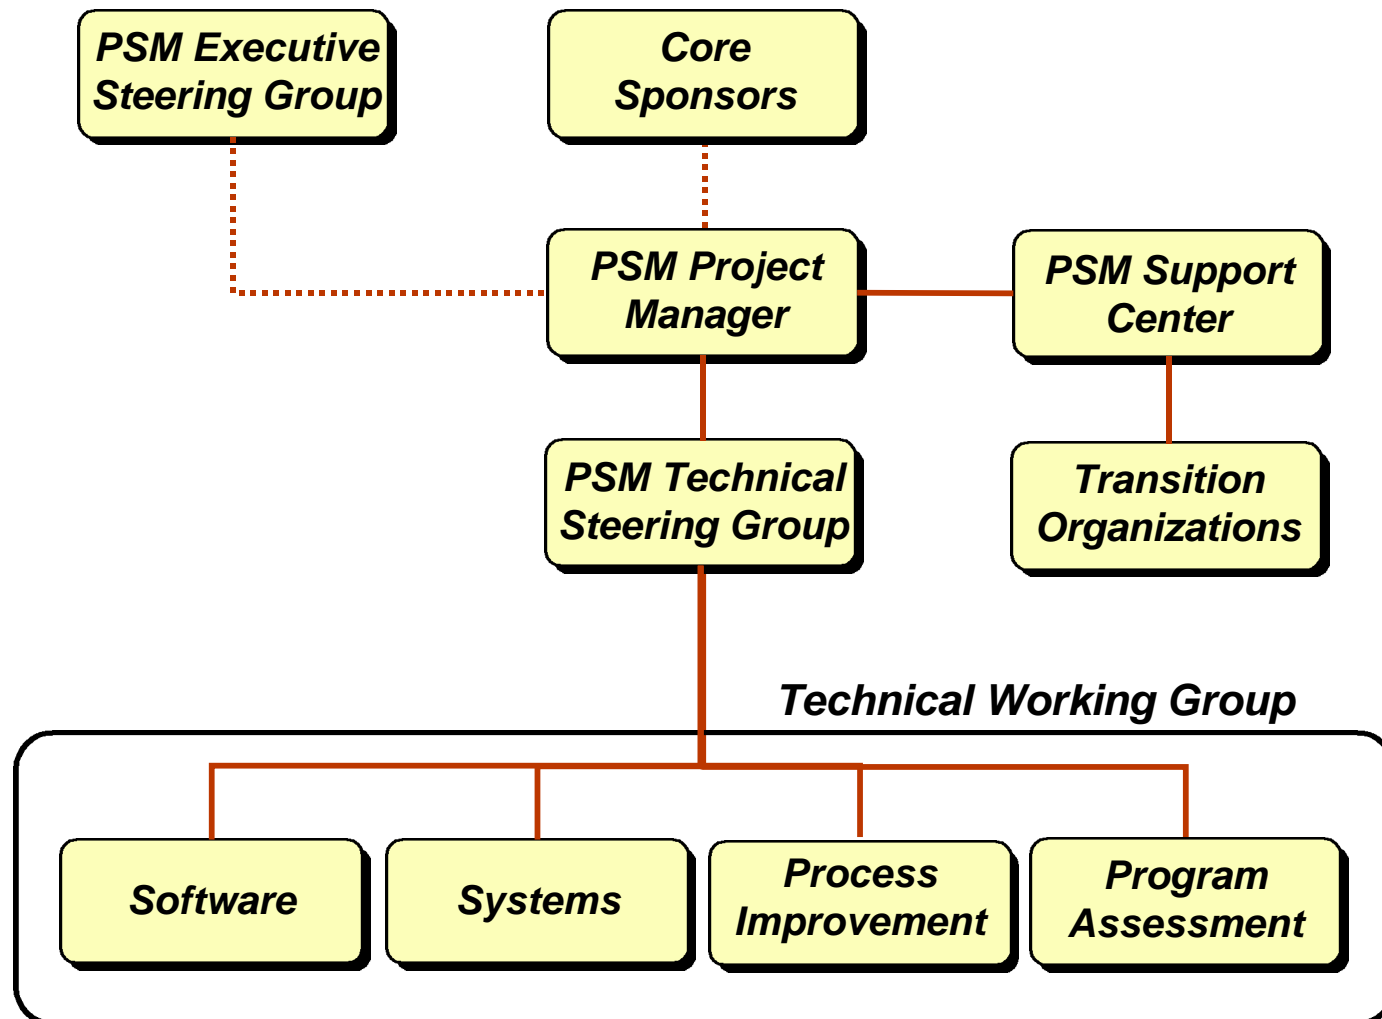 PSM Executive
Steering Group
Core
Sponsors
PSM Project
Manager
PSM Support
Center
PSM Technical
Steering Group
Transition
Organizations
Technical Working Group
Software
Systems
Process
Improvement
Program
Assessment